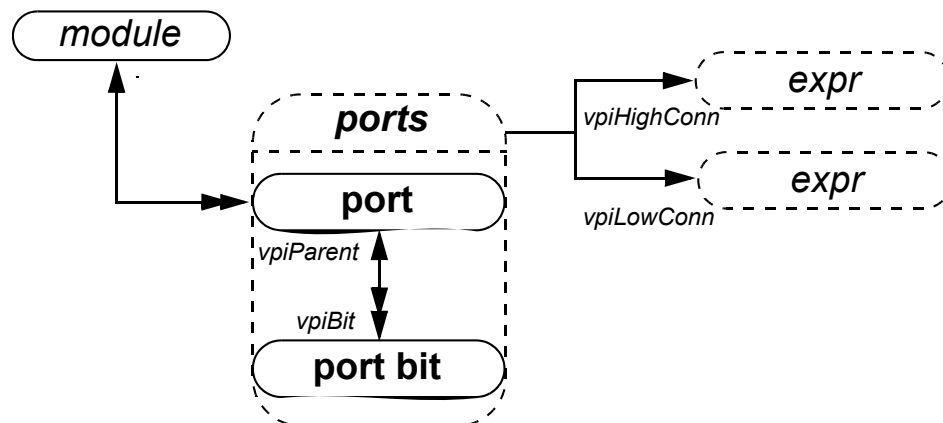 module
expr
ports
vpiHighConn
expr
port
vpiLowConn
vpiParent
vpiBit
port bit